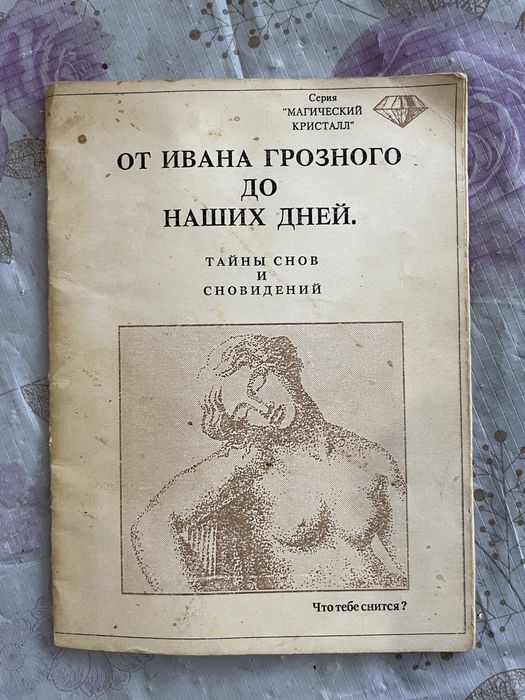 Серия
"МАГИЧЕСКИЙ
КРИСТАЛЛ"
ОТ ИВАНА ГРОЗНОГО
ДО
НАШИХ ДНЕЙ.
ТАЙНЫ СНОВ
И
СНОВИДЕНИЙ
Что тебе снится?